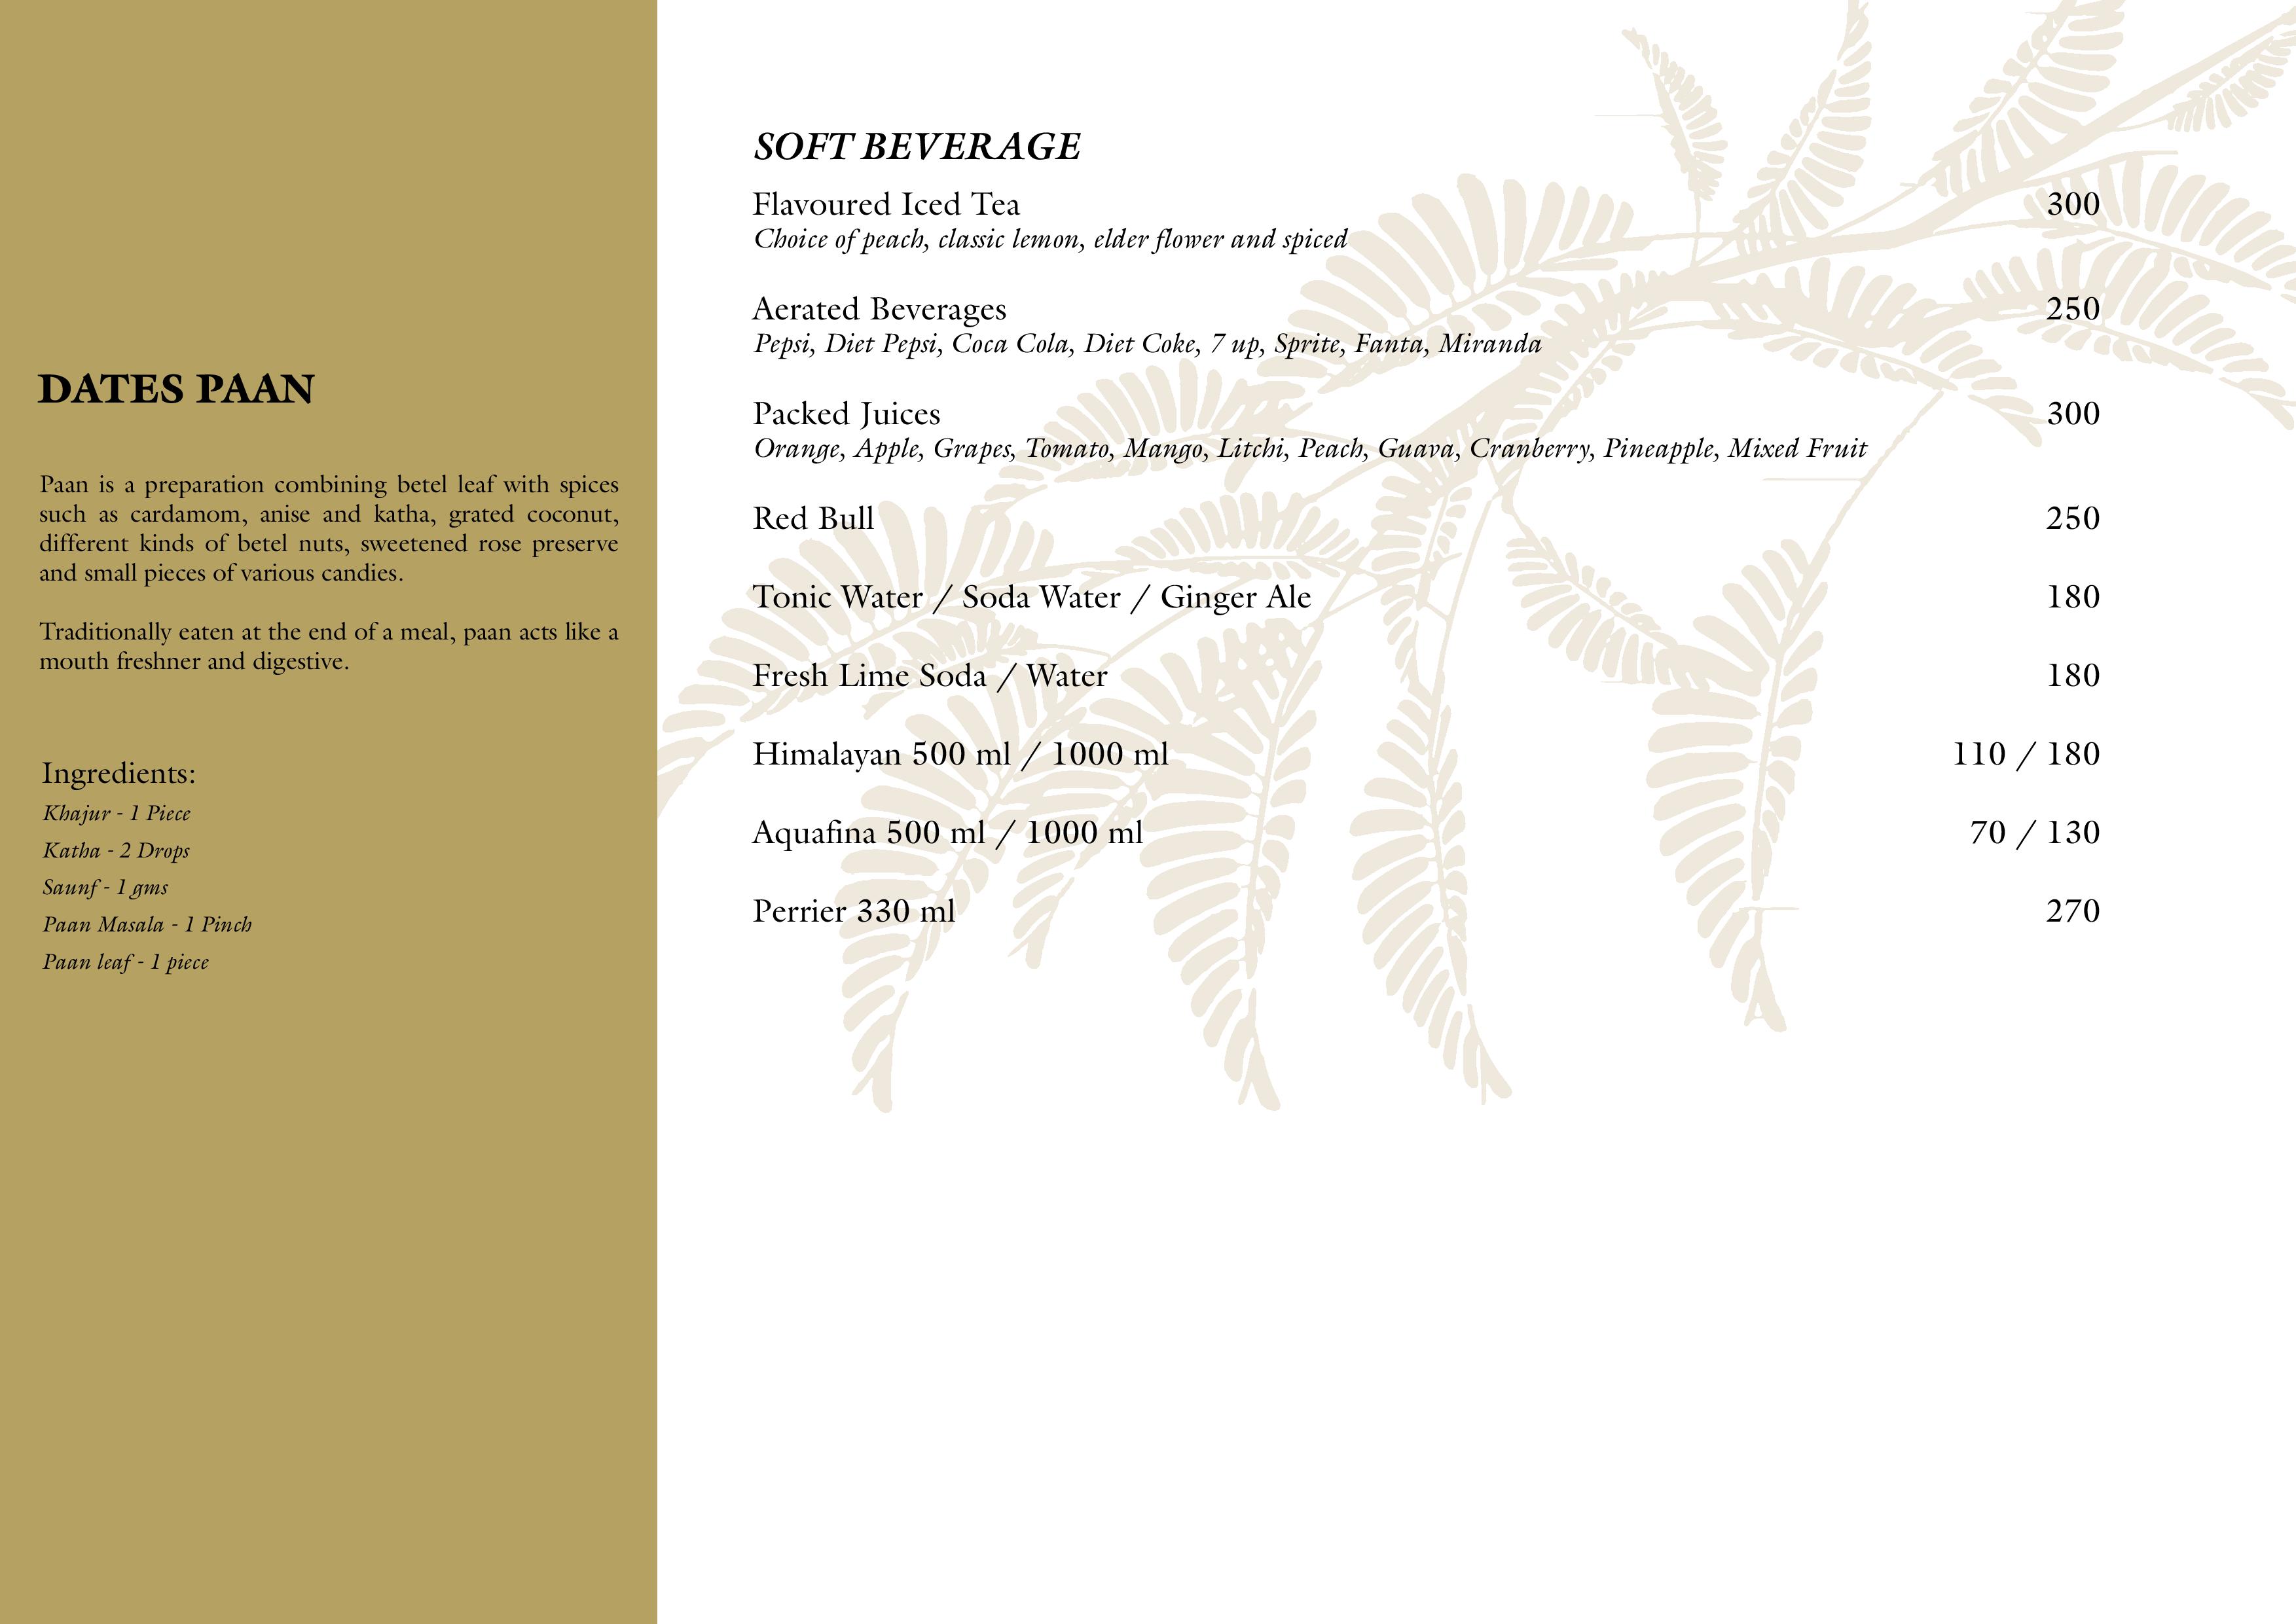 DATES PAAN
Paan is a preparation combining betel leaf with spices
such as cardamom, anise and katha, grated coconut,
different kinds of betel nuts, sweetened rose preserve
and small pieces of various candies.
Traditionally eaten at the end of a meal, paan acts like a
mouth freshner and digestive.
Ingredients:
Khajur - 1 Piece
Katha - 2 Drops
Saunf - 1 gms
Paan Masala - 1 Pinch
Paan leaf - 1 piece
SOFT BEVERAGE
Flavoured Iced Tea 300
Choice of peach, classic lemon, elder flower and spiced
Aerated Beverages 250
Pepsi, Diet Pepsi, Coca Cola, Diet Coke, 7 up, Sprite, Fanta, Miranda
Packed Juices 300
Orange, Apple, Grapes, Tomato, Mango, Litchi, Peach, Guava, Cranberry, Pineapple, Mixed Fruit
Red Bull 250
Tonic Water / Soda Water / Ginger Ale 180
Fresh Lime Soda / Water 180
Himalayan 500 ml / 1000 ml 110 / 180
Aquafina 500 ml / 1000 ml 70 / 130
Perrier 330 ml 270